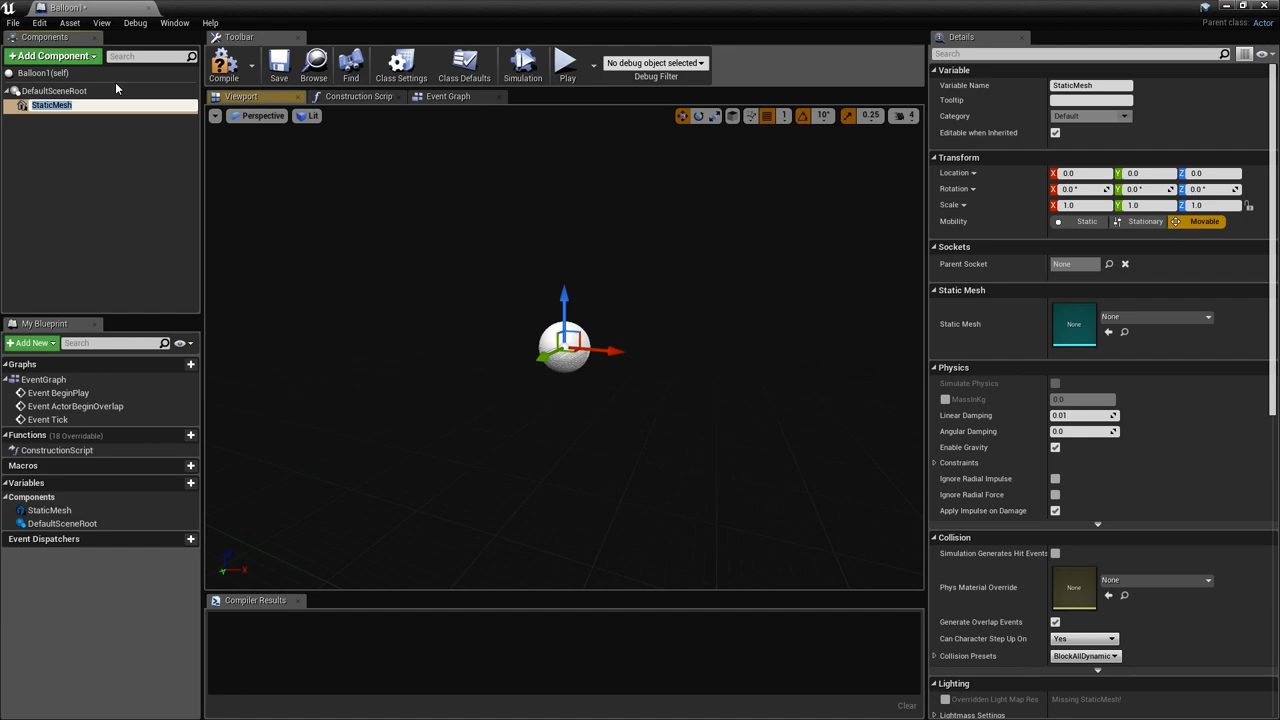 Balloon1*
File Edit Asset View Debug Window Help
Parent class: Actor
Components
+ Add Component
Search
Balloon1(self)
DefaultSceneRoot
StaticMesh
My Blueprint
+ Add New
Search
Graphs
EventGraph
Event BeginPlay
Event ActorBeginOverlap
Event Tick
Functions (18 Overridable)
ConstructionScript
Macros
Variables
Components
StaticMesh
DefaultSceneRoot
Event Dispatchers
Toolbar
Compile
Save
Browse
Find
Class Settings
Class Defaults
Simulation
Play
No debug object selected
Debug Filter
Viewport
Construction Scrip
Event Graph
Perspective
Lit
1
10°
0.25
4
X
Compiler Results
Clear
Details
Search
Variable
Variable Name StaticMesh
Tooltip
Category Default
Editable when Inherited
Transform
Location X 0.0 Y 0.0 Z 0.0
Rotation X 0.0 ° Y 0.0 ° Z 0.0 °
Scale X 1.0 Y 1.0 Z 1.0
Mobility Static Stationary Movable
Sockets
Parent Socket None
Static Mesh
Static Mesh None None
Physics
Simulate Physics
MassInKg 0.0
Linear Damping 0.01
Angular Damping 0.0
Enable Gravity
Constraints
Ignore Radial Impulse
Ignore Radial Force
Apply Impulse on Damage
Collision
Simulation Generates Hit Events
Phys Material Override None None
Generate Overlap Events
Can Character Step Up On Yes
Collision Presets BlockAllDynamic
Lighting
Overridden Light Map Res Missing StaticMesh!
Lightmass Settings